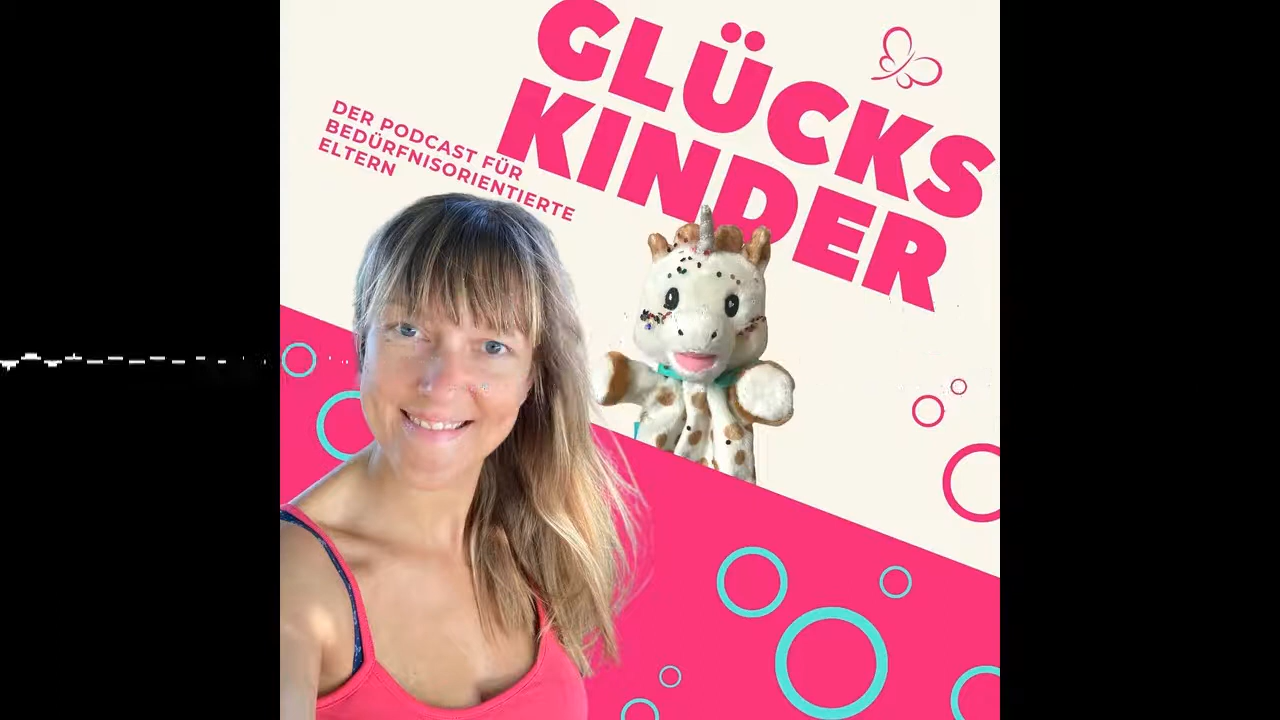 GLÜCKS
KINDER
DER PODCAST FÜR
BEDÜRFNISORIENTIERTE
ELTERN